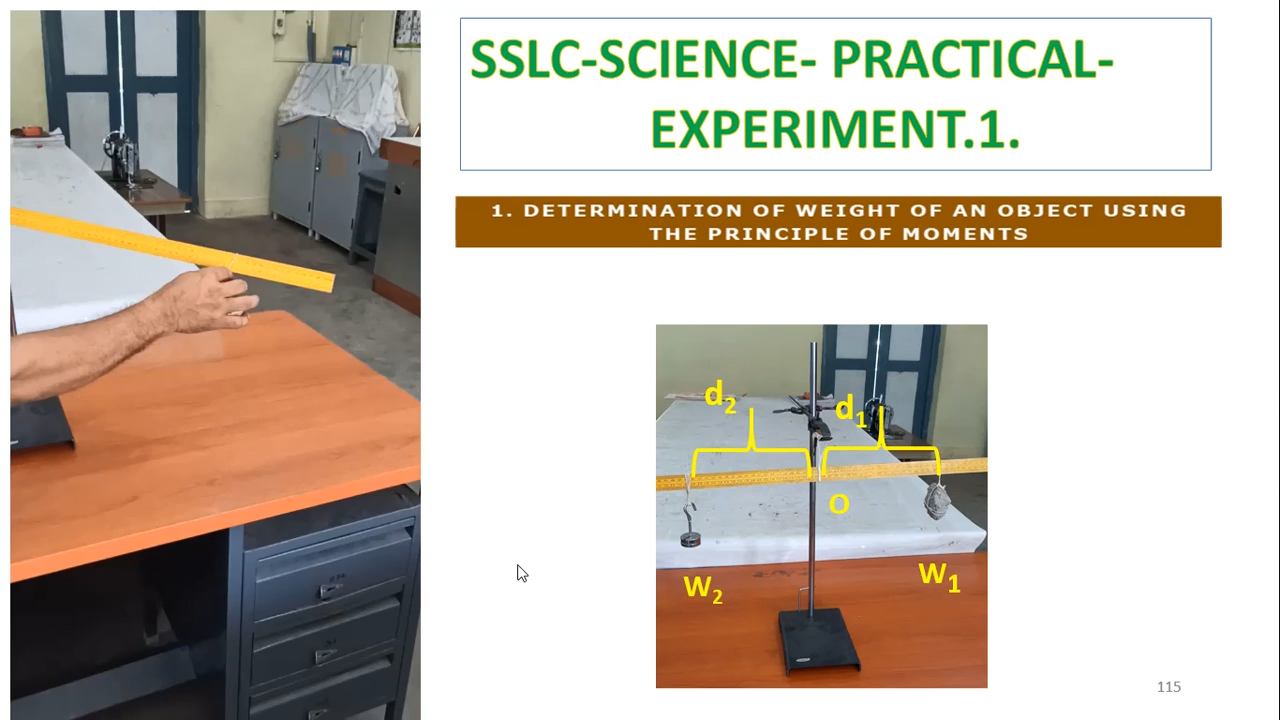 SSLC-SCIENCE- PRACTICAL-
EXPERIMENT.1.
1. DETERMINATION OF WEIGHT OF AN OBJECT USING
THE PRINCIPLE OF MOMENTS
d₂
d₁
O
W₂
W₁
115